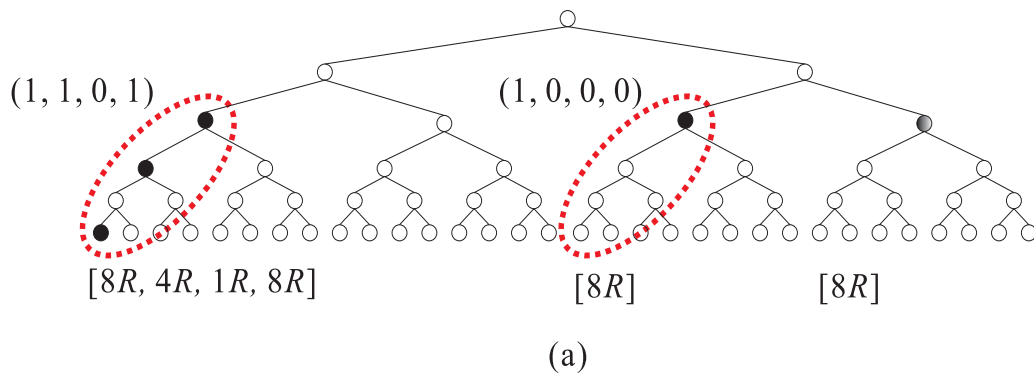 (1, 1, 0, 1)
(1, 0, 0, 0)
[8R, 4R, 1R, 8R]
[8R]
[8R]
(a)